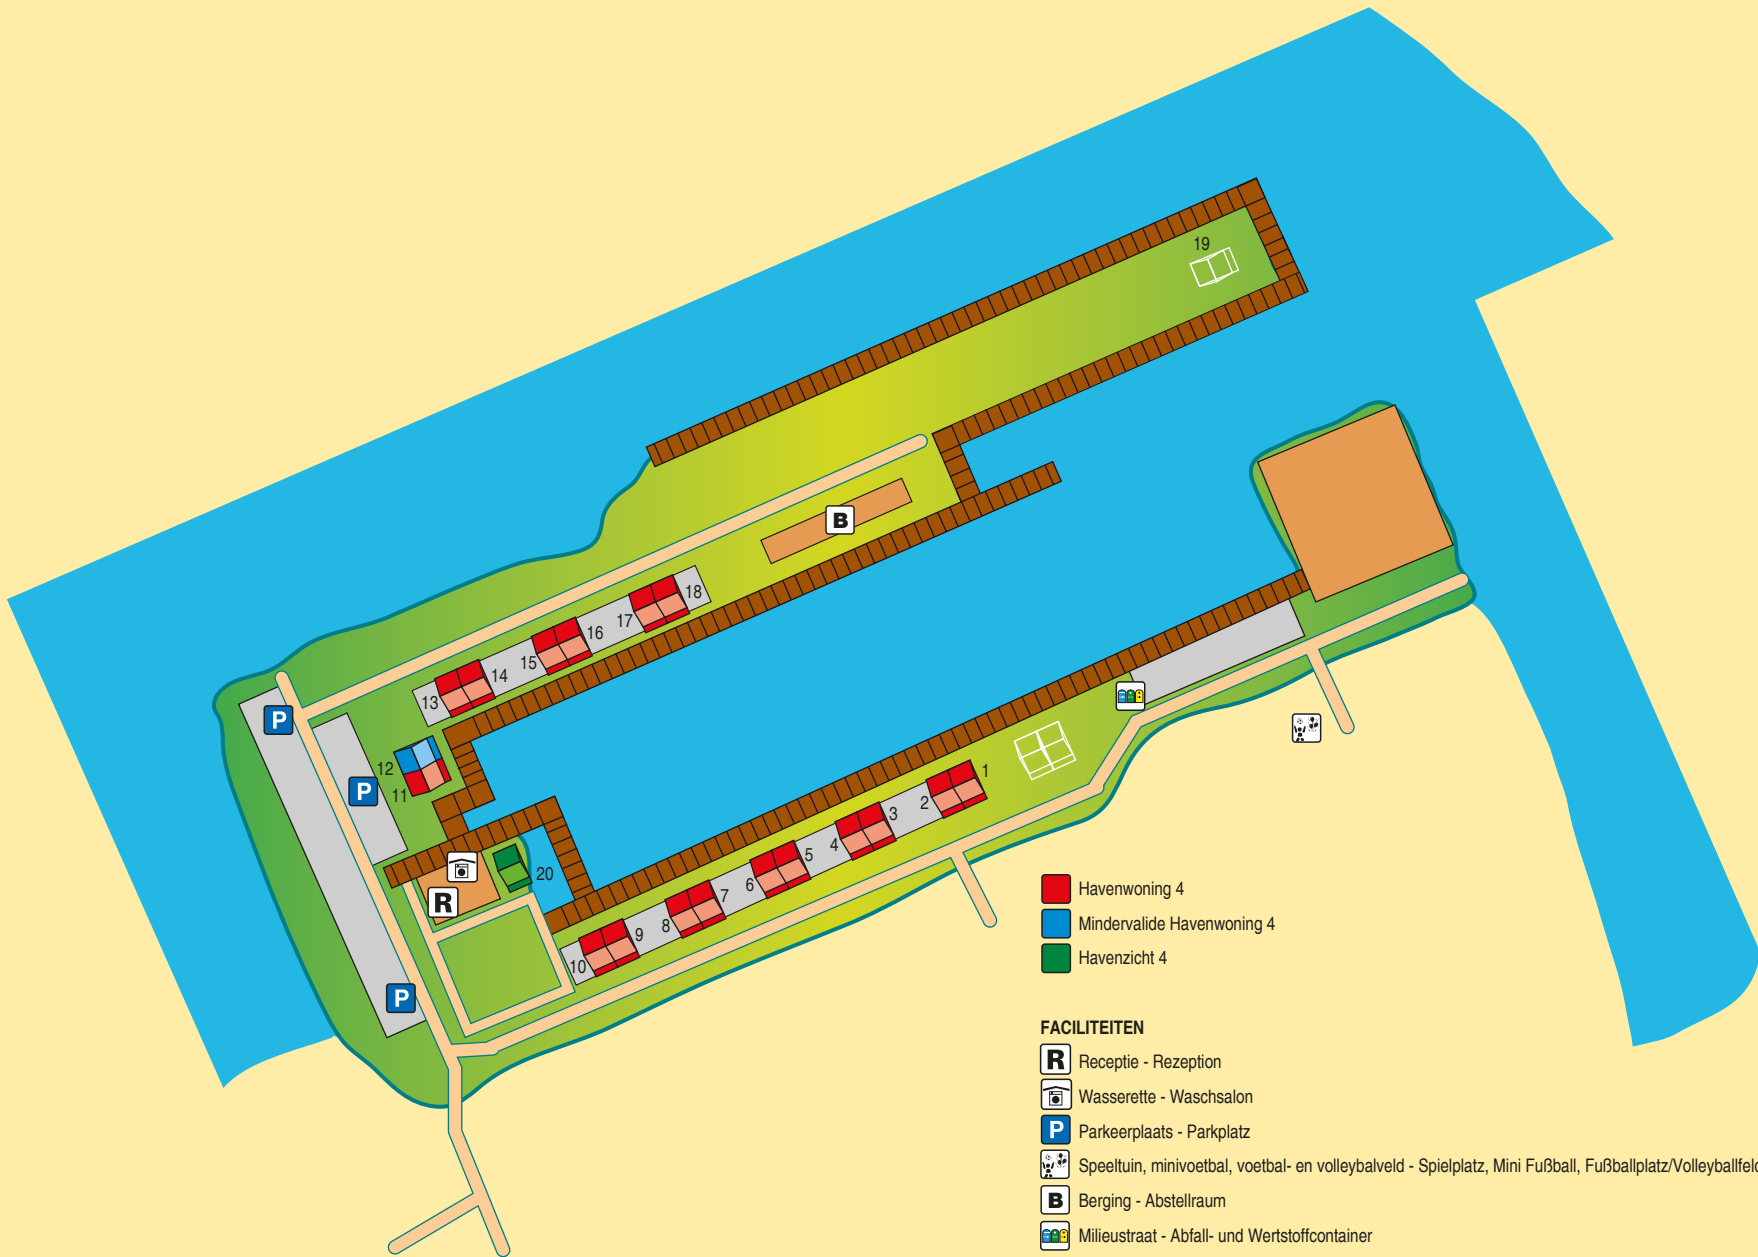 19
B
18
17
16
15
14
13
P
12
P
11
1
2
3
4
5
6
7
8
9
10
20
R
P
Havenwoning 4
Mindervalide Havenwoning 4
Havenzicht 4
FACILITEITEN
R Receptie - Rezeption
Wasserette - Waschsalon
P Parkeerplaats - Parkplatz
Speeltuin, minivoetbal, voetbal- en volleybalveld - Spielplatz, Mini Fußball, Fußballplatz/Volleyballfeld
B Berging - Abstellraum
Milieustraat - Abfall- und Wertstoffcontainer